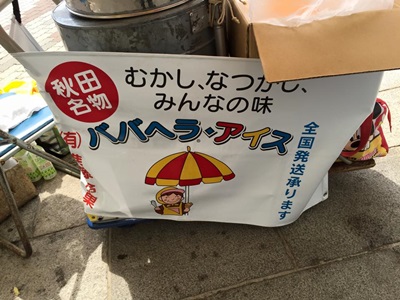 秋田
名物
むかし、なつかし、
みんなの味
(有)
ババヘラ・アイス
全国発送承ります